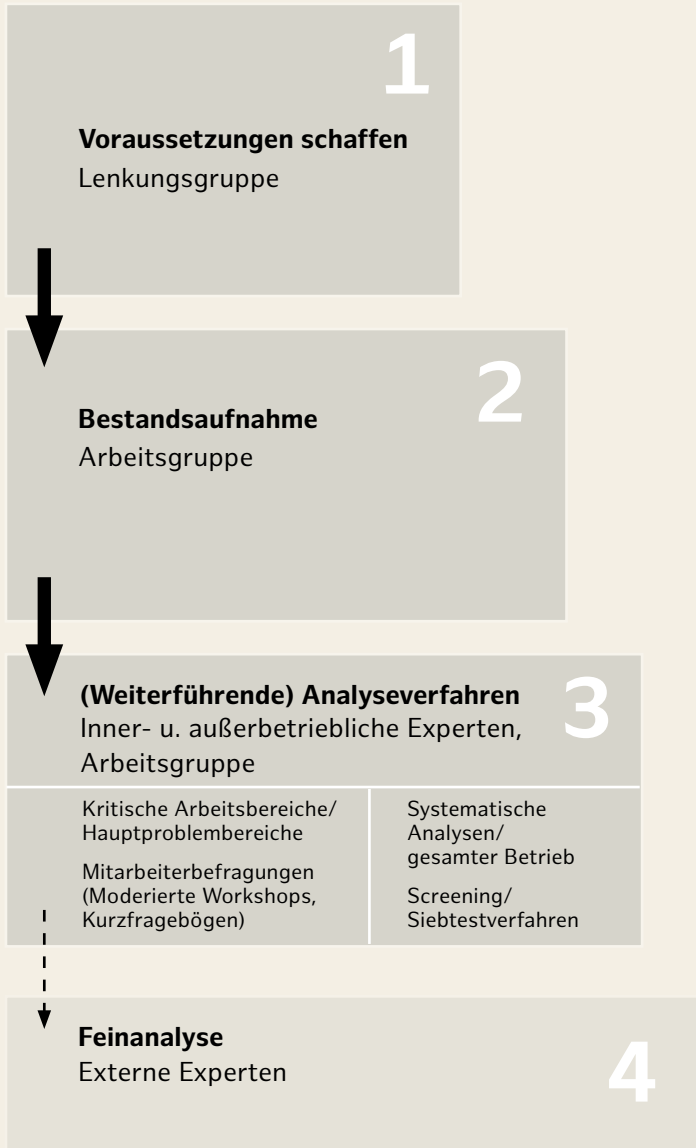 1
Voraussetzungen schaffen
Lenkungsgruppe
2
Bestandsaufnahme
Arbeitsgruppe
3
(Weiterführende) Analyseverfahren
Inner- u. außerbetriebliche Experten,
Arbeitsgruppe
Kritische Arbeitsbereiche/
Hauptproblembereiche
Mitarbeiterbefragungen
(Moderierte Workshops,
Kurzfragebögen)
Systematische
Analysen/
gesamter Betrieb
Screening/
Siebtestverfahren
Feinanalyse
Externe Experten
4